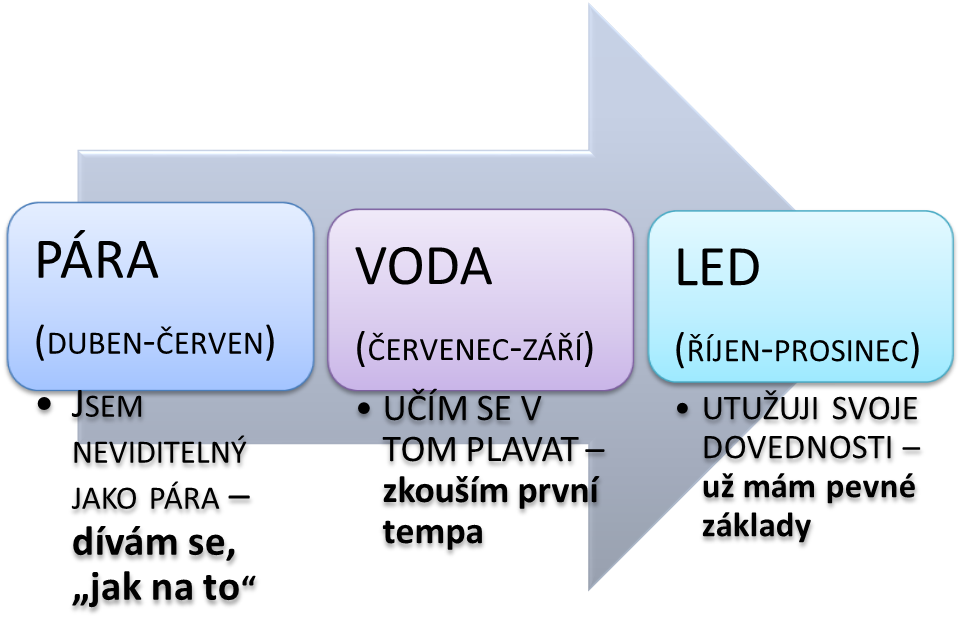 PÁRA
(DUBEN-ČERVEN)
• JSEM
NEVIDITELNÝ
JAKO PÁRA –
dívám se,
„jak na to“
VODA
(ČERVENEC-ZÁŘÍ)
• UČÍM SE V
TOM PLAVAT –
zkouším první
tempa
LED
(ŘÍJEN-PROSINEC)
• UTUŽUJI SVOJE
DOVEDNOSTI –
už mám pevné
základy